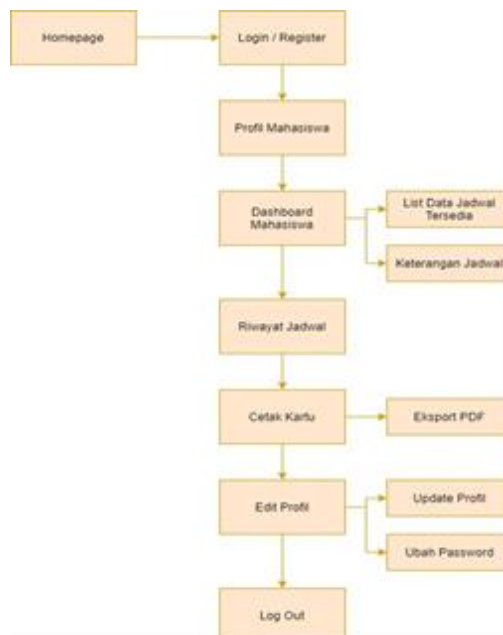 Homepage
Login / Register
Profil Mahasiswa
Dashboard
Mahasiswa
List Data Jadwal
Tersedia
Keterangan Jadwal
Riwayat Jadwal
Cetak Kartu
Eksport PDF
Edit Profil
Update Profil
Ubah Password
Log Out